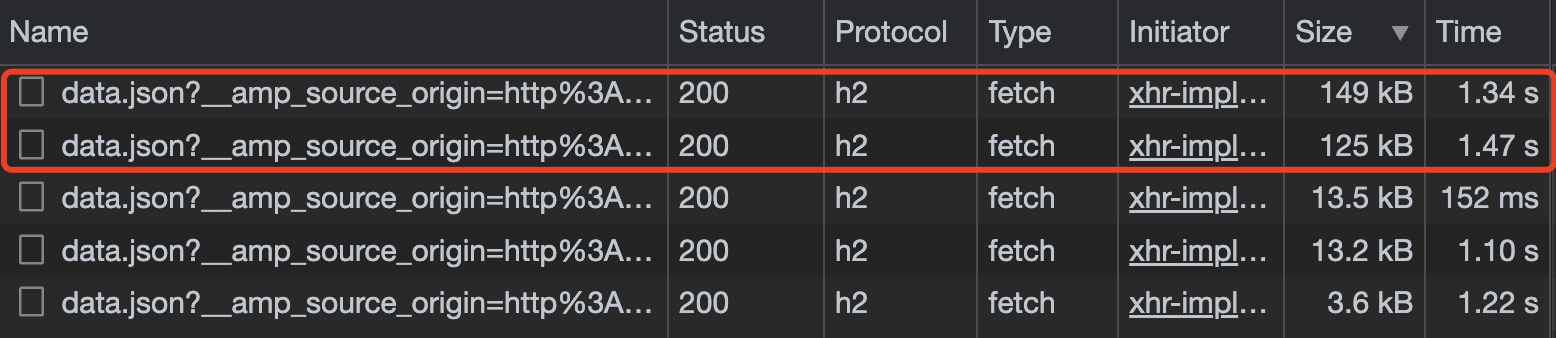 Name Status Protocol Type Initiator Size ▼ Time
data.json?__amp_source_origin=http%3A... 200 h2 fetch xhr-impl... 149 kB 1.34 s
data.json?__amp_source_origin=http%3A... 200 h2 fetch xhr-impl... 125 kB 1.47 s
data.json?__amp_source_origin=http%3A... 200 h2 fetch xhr-impl... 13.5 kB 152 ms
data.json?__amp_source_origin=http%3A... 200 h2 fetch xhr-impl... 13.2 kB 1.10 s
data.json?__amp_source_origin=http%3A... 200 h2 fetch xhr-impl... 3.6 kB 1.22 s